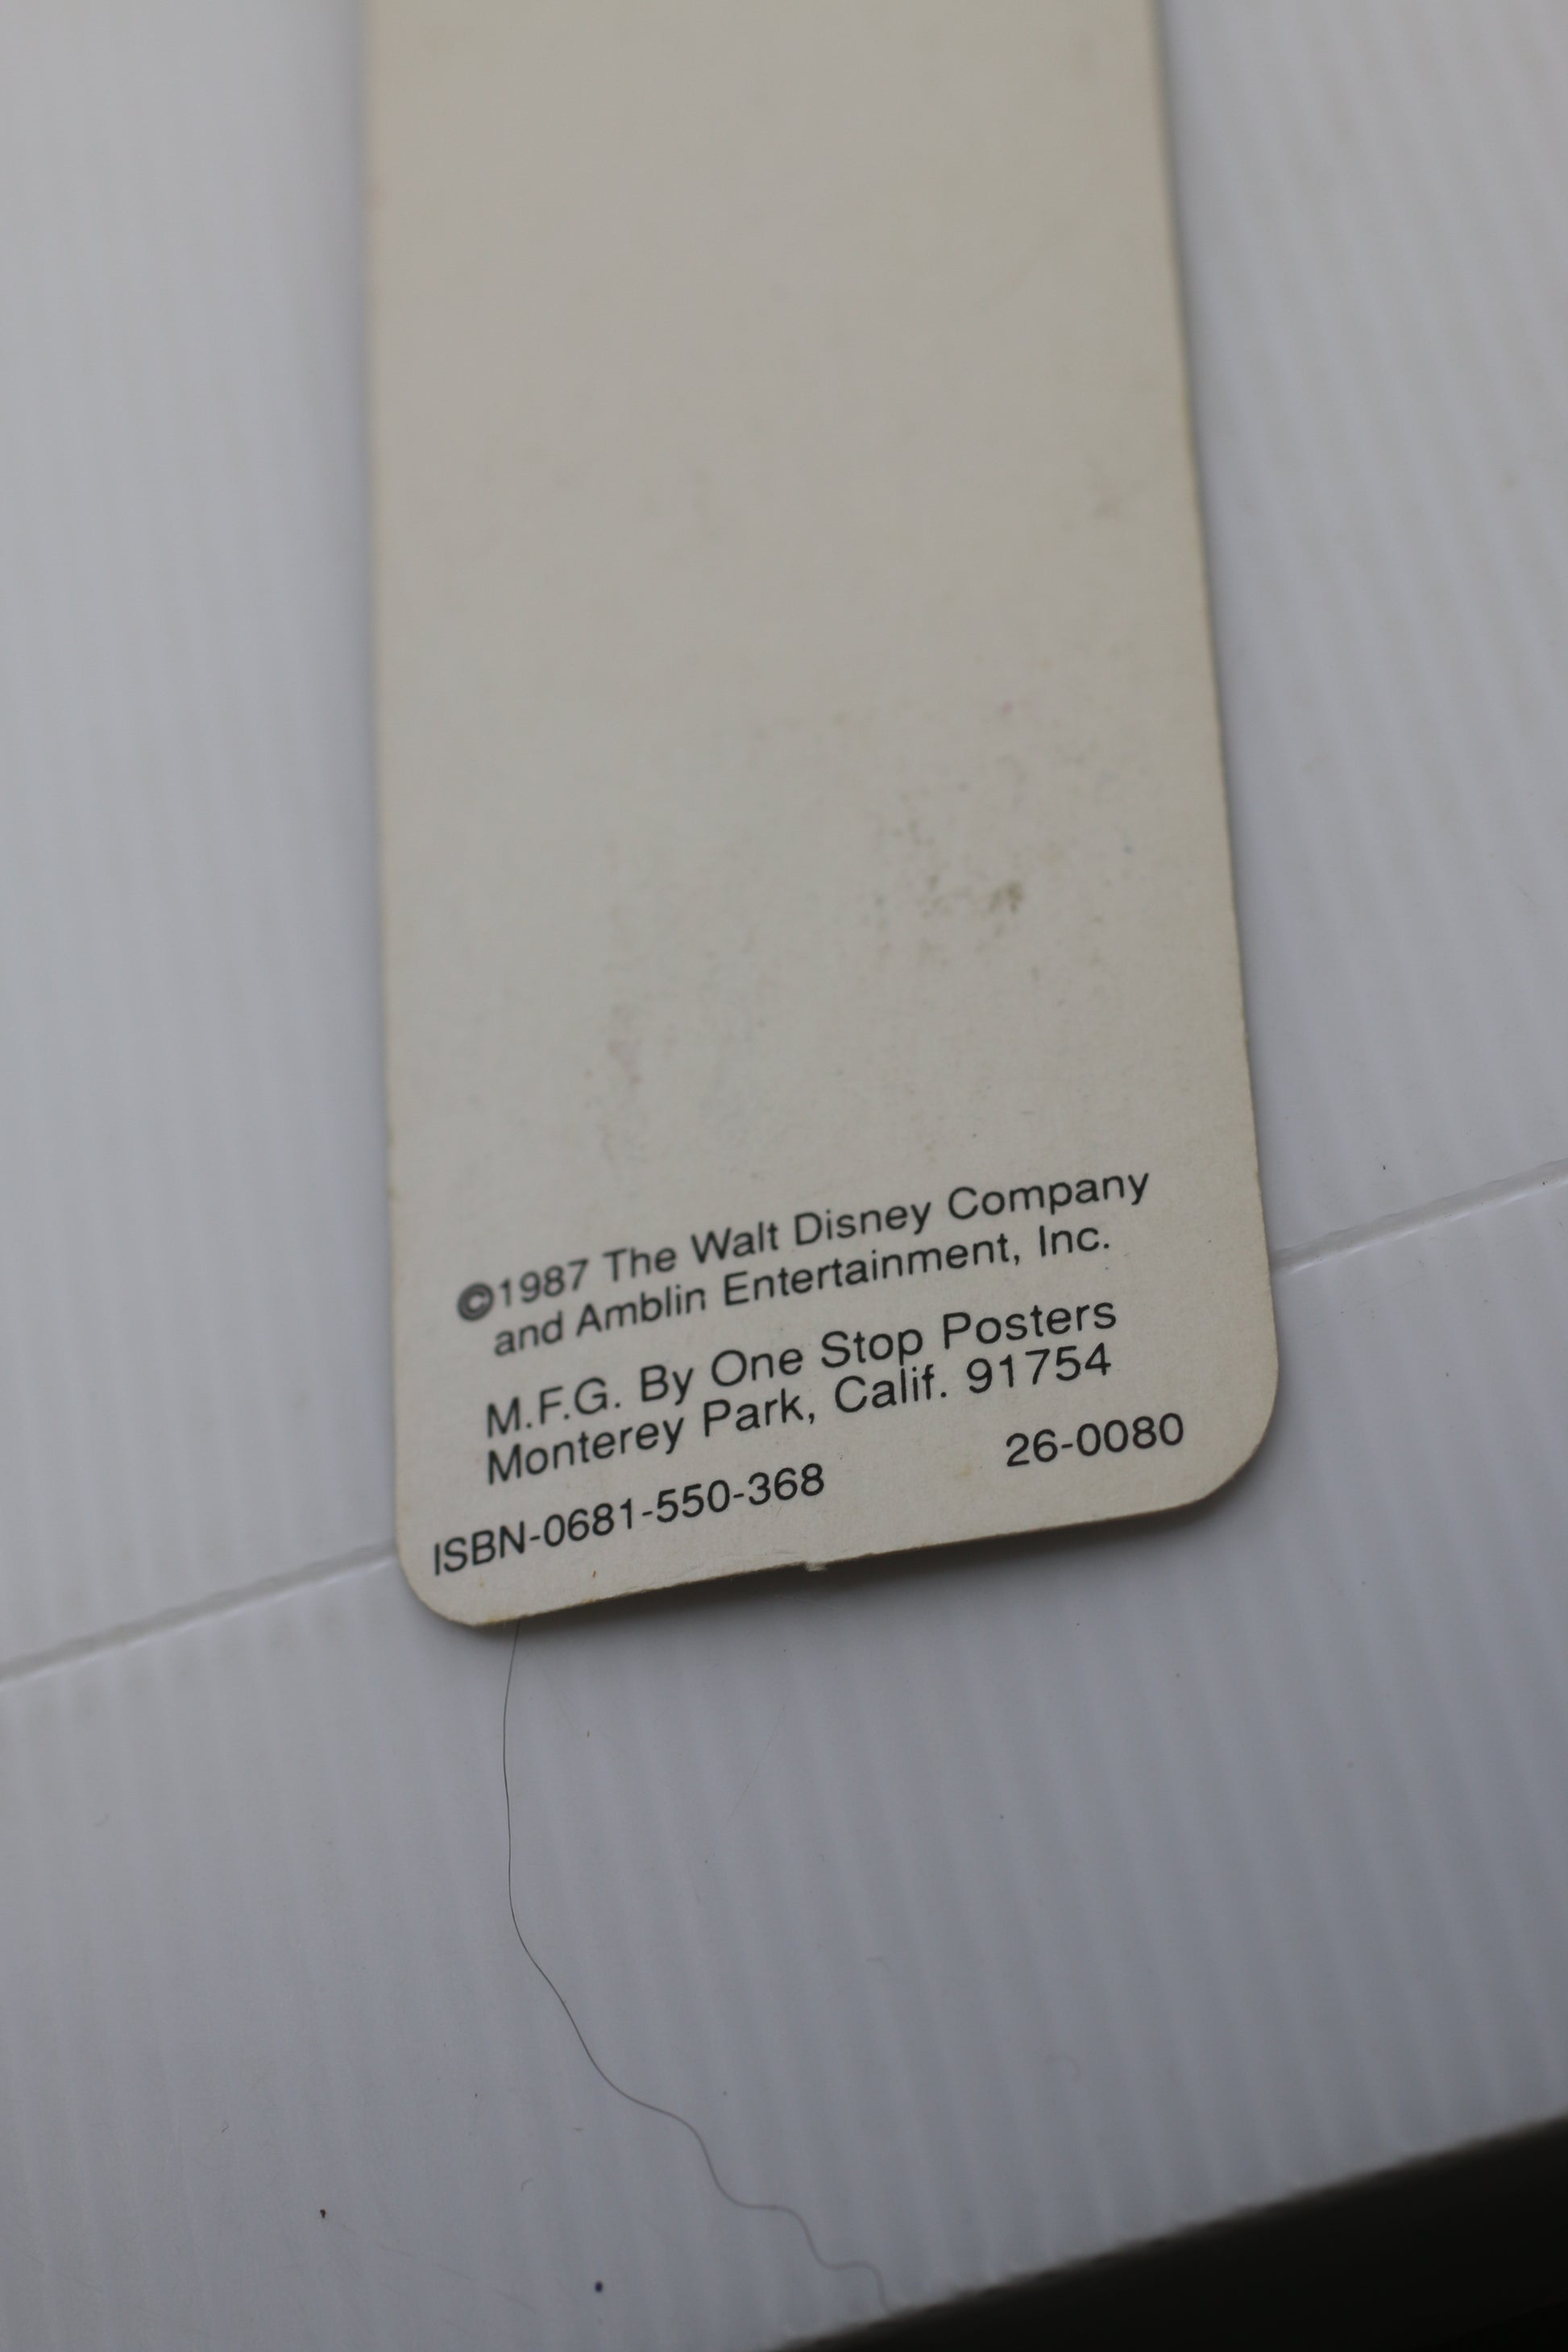 ©1987 The Walt Disney Company
and Amblin Entertainment, Inc.
M.F.G. By One Stop Posters
Monterey Park, Calif. 91754
ISBN-0681-550-368 26-0080